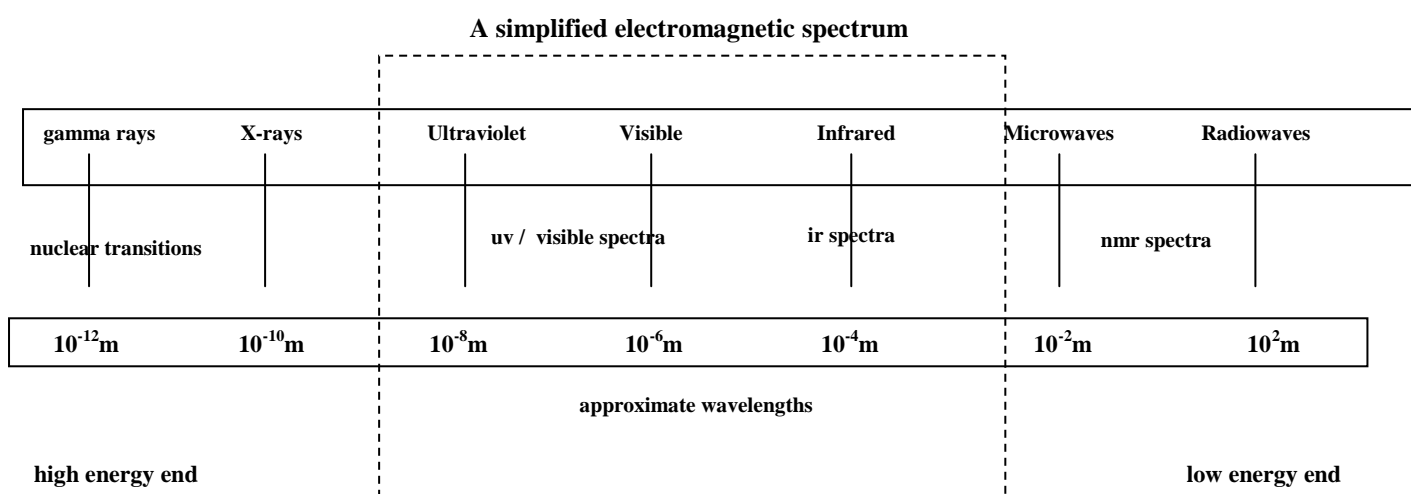 A simplified electromagnetic spectrum
gamma rays X-rays Ultraviolet Visible Infrared Microwaves Radiowaves
nuclear transitions uv / visible spectra ir spectra nmr spectra
10⁻¹²m 10⁻¹⁰m 10⁻⁸m 10⁻⁶m 10⁻⁴m 10⁻²m 10²m
approximate wavelengths
high energy end low energy end